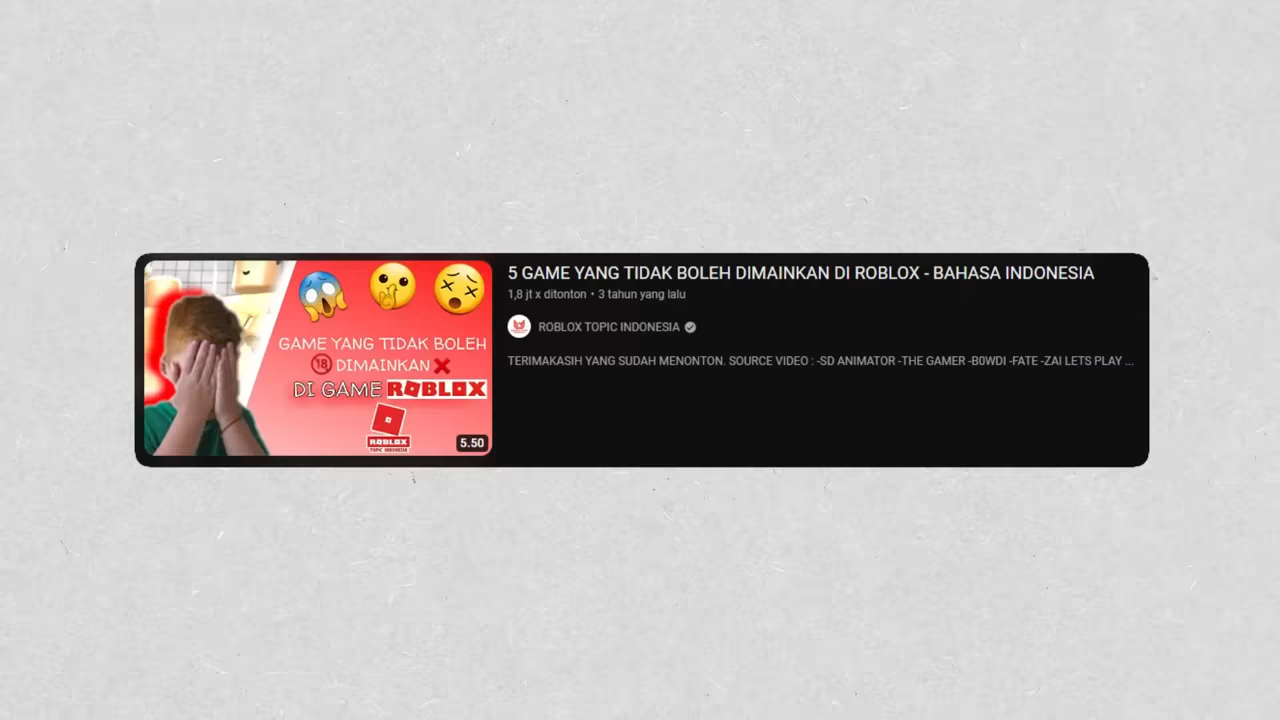 GAME YANG TIDAK BOLEH
🔞 DIMAINKAN ❌
DI GAME ROBLOX
ROBLOX
TOPIC INDONESIA
5.50
5 GAME YANG TIDAK BOLEH DIMAINKAN DI ROBLOX - BAHASA INDONESIA
1,8 jt x ditonton • 3 tahun yang lalu
ROBLOX TOPIC INDONESIA
TERIMAKASIH YANG SUDAH MENONTON. SOURCE VIDEO : -SD ANIMATOR -THE GAMER -B0WDI -FATE -ZAI LETS PLAY ...